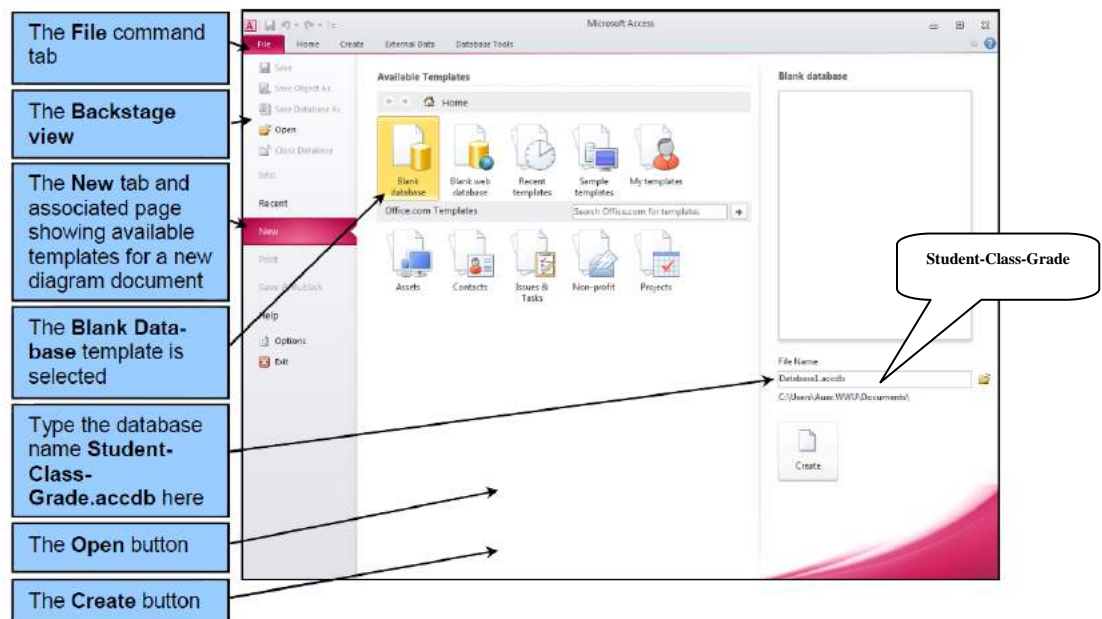 The File command
tab
The Backstage
view
The New tab and
associated page
showing available
templates for a new
diagram document
The Blank Data-
base template is
selected
Type the database
name Student-
Class-
Grade.accdb here
The Open button
The Create button
Microsoft Access
File Home Create External Data Database Tools
Save
Save Object As
Save Database As
Open
Close Database
Info
Recent
New
Print
Save & Publish
Help
Options
Exit
Available Templates
Home
Blank
database
Blank web
database
Recent
templates
Sample
templates
My templates
Office.com Templates
Search Office.com for templates
Assets
Contacts
Issues &
Tasks
Non-profit
Projects
Blank database
Student-Class-Grade
File Name
Database1.accdb
C:\Users\Auer.WWU\Documents\
Create